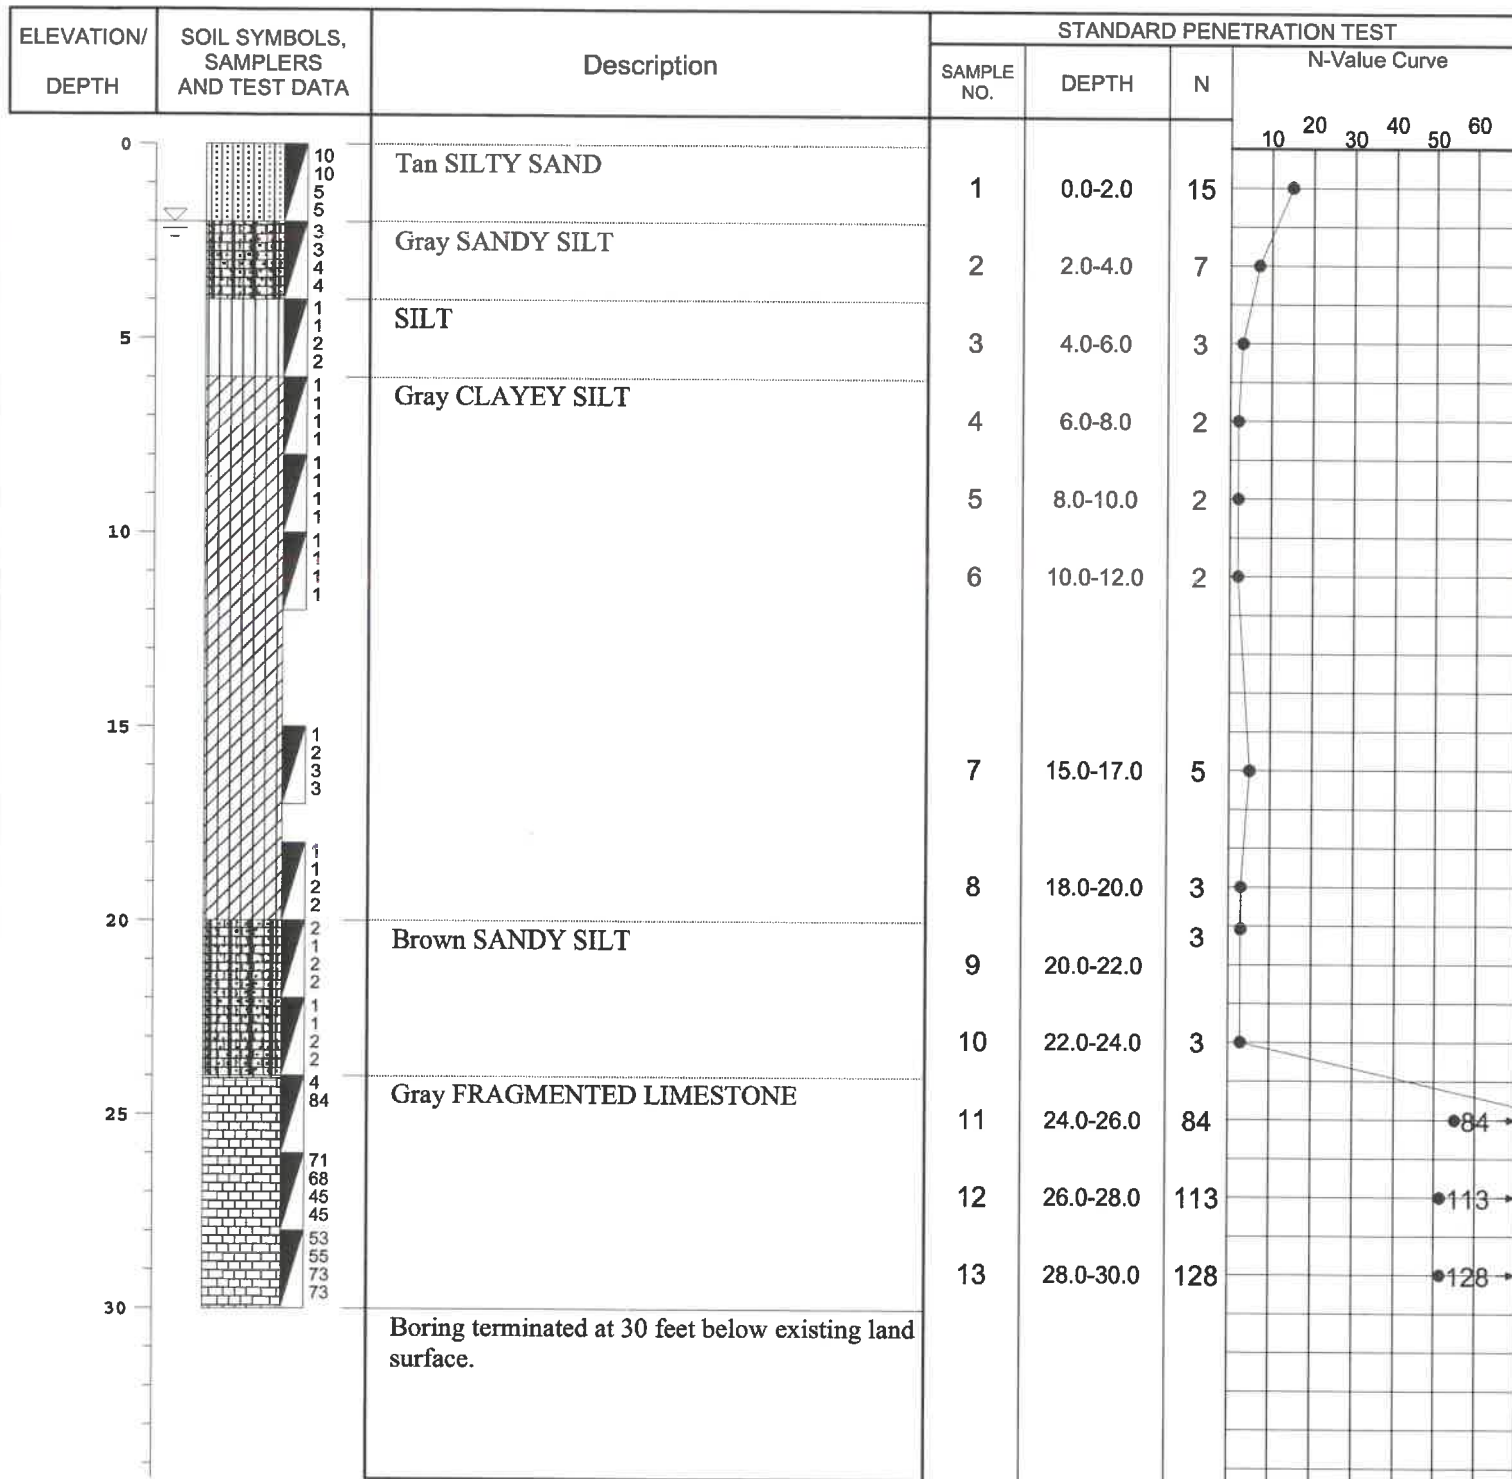 ELEVATION/
DEPTH
SOIL SYMBOLS,
SAMPLERS
AND TEST DATA
Description
STANDARD PENETRATION TEST
SAMPLE
NO.
DEPTH
N
N-Value Curve
10 20 30 40 50 60
0
10
10
5
5
Tan SILTY SAND
1 0.0-2.0 15
3
3
4
4
Gray SANDY SILT
2 2.0-4.0 7
5
1
1
2
2
SILT
3 4.0-6.0 3
1
1
1
1
Gray CLAYEY SILT
4 6.0-8.0 2
1
1
1
1
5 8.0-10.0 2
10
1
1
1
1
6 10.0-12.0 2
15
1
2
3
3
7 15.0-17.0 5
1
1
2
2
8 18.0-20.0 3
20
2
1
2
2
Brown SANDY SILT
3
9 20.0-22.0
1
1
2
2
10 22.0-24.0 3
4
84
Gray FRAGMENTED LIMESTONE
25
11 24.0-26.0 84 84
71
68
45
45
12 26.0-28.0 113 113
53
55
73
73
13 28.0-30.0 128 128
30
Boring terminated at 30 feet below existing land
surface.